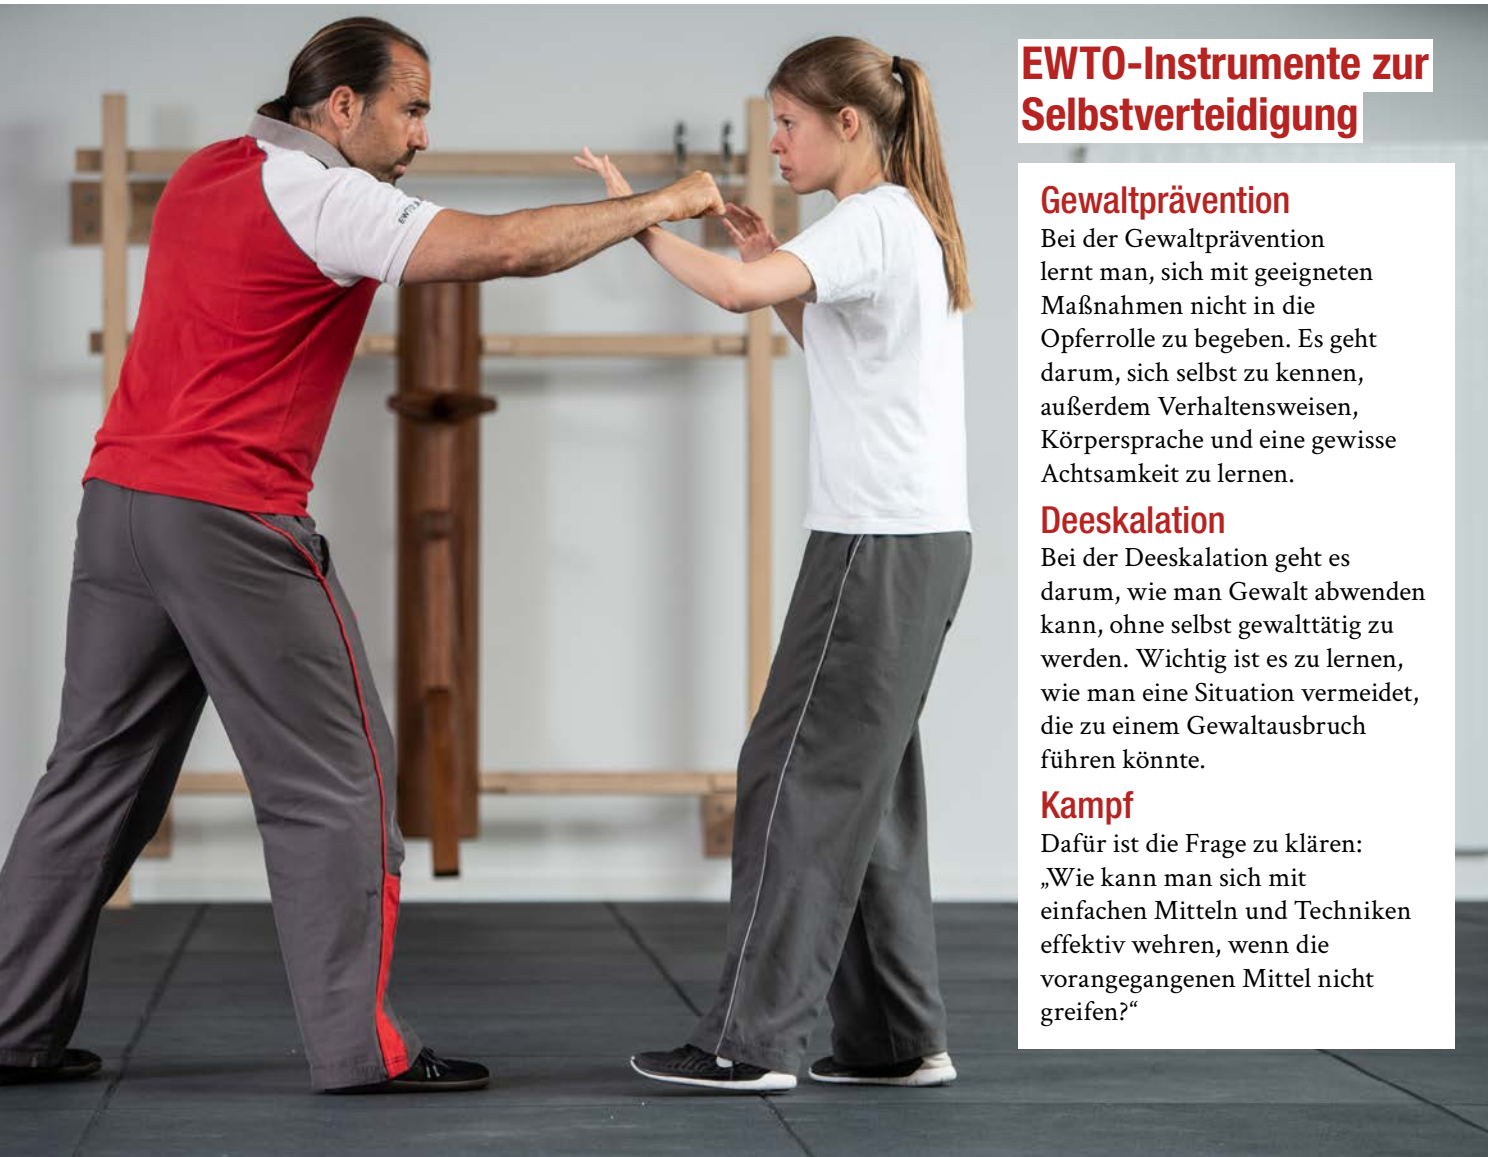 EWTO-Instrumente zur
Selbstverteidigung
Gewaltprävention
Bei der Gewaltprävention
lernt man, sich mit geeigneten
Maßnahmen nicht in die
Opferrolle zu begeben. Es geht
darum, sich selbst zu kennen,
außerdem Verhaltensweisen,
Körpersprache und eine gewisse
Achtsamkeit zu lernen.
Deeskalation
Bei der Deeskalation geht es
darum, wie man Gewalt abwenden
kann, ohne selbst gewalttätig zu
werden. Wichtig ist es zu lernen,
wie man eine Situation vermeidet,
die zu einem Gewaltausbruch
führen könnte.
Kampf
Dafür ist die Frage zu klären:
„Wie kann man sich mit
einfachen Mitteln und Techniken
effektiv wehren, wenn die
vorangegangenen Mittel nicht
greifen?“